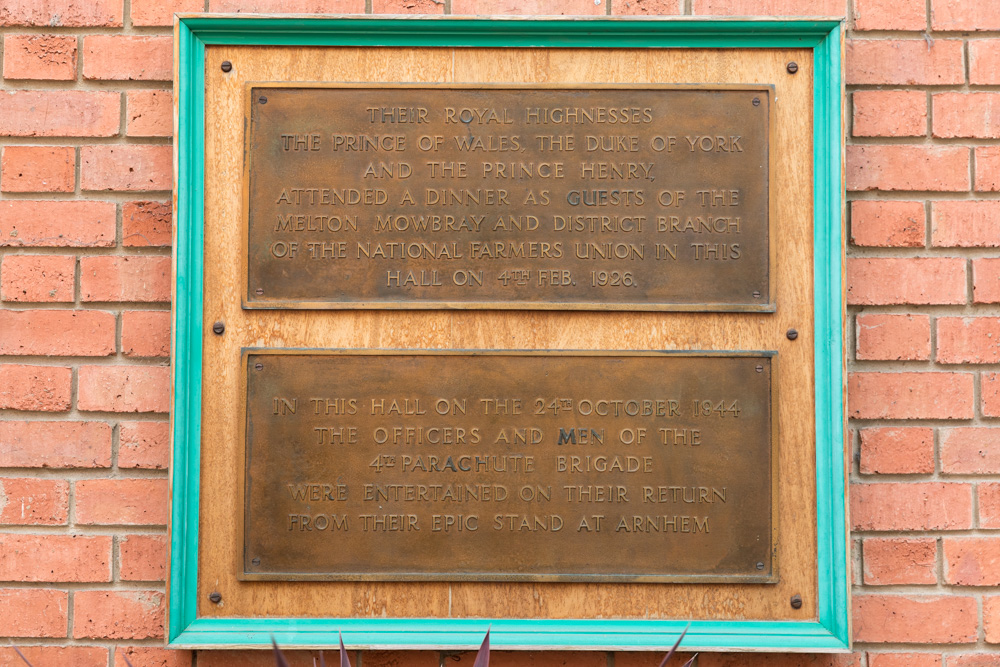 THEIR ROYAL HIGHNESSES
THE PRINCE OF WALES, THE DUKE OF YORK
AND THE PRINCE HENRY,
ATTENDED A DINNER AS GUESTS OF THE
MELTON MOWBRAY AND DISTRICT BRANCH
OF THE NATIONAL FARMERS UNION IN THIS
HALL ON 4TH FEB. 1926.
IN THIS HALL ON THE 24TH OCTOBER 1944
THE OFFICERS AND MEN OF THE
4TH PARACHUTE BRIGADE
WERE ENTERTAINED ON THEIR RETURN
FROM THEIR EPIC STAND AT ARNHEM